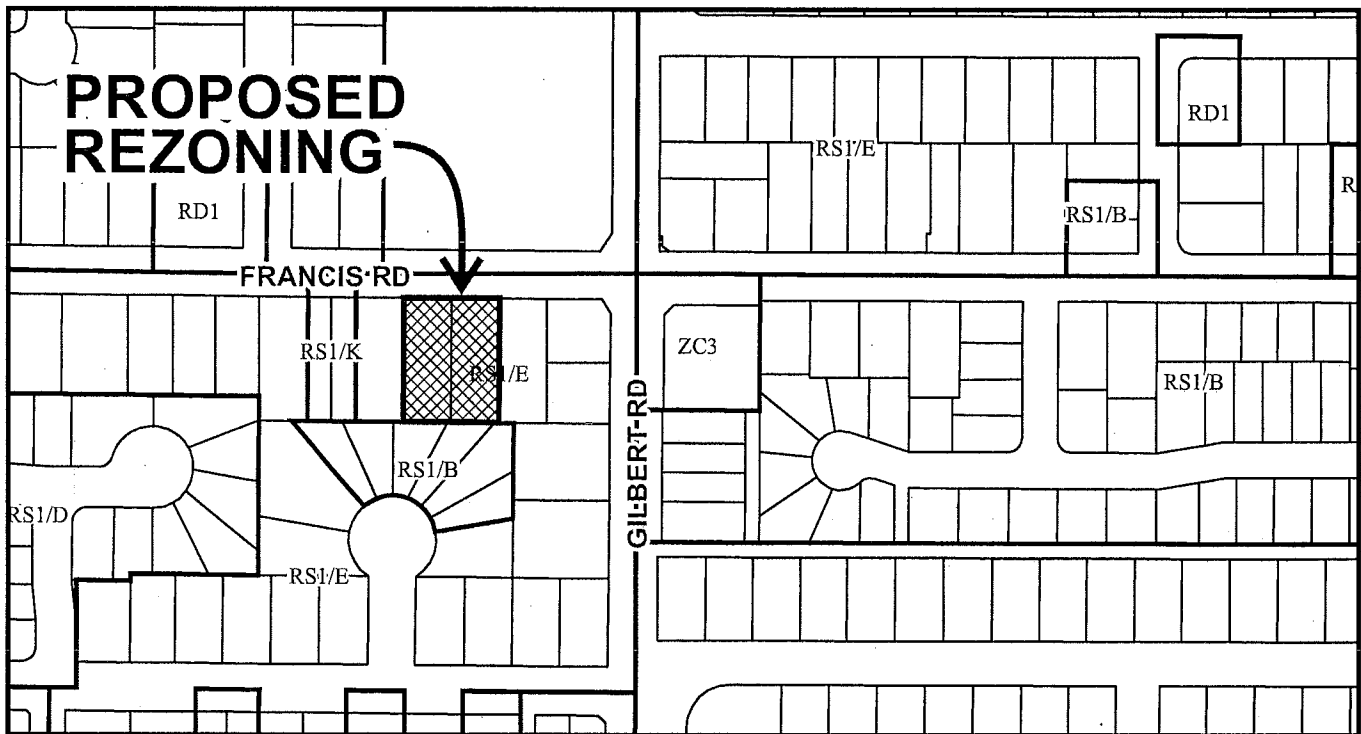 PROPOSED
REZONING
RD1
RS1/E
RD1
RS1/B
R
FRANCIS RD
RS1/K
RS1/E
ZC3
RS1/B
GILBERT RD
RS1/B
RS1/D
RS1/E